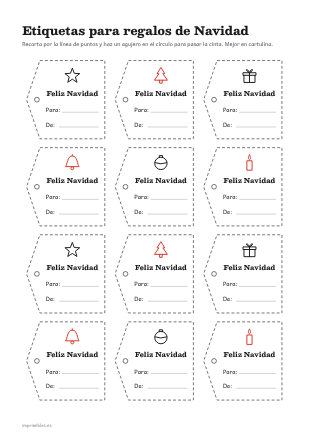 Etiquetas para regalos de Navidad
Recorta por la línea de puntos y haz un agujero en el círculo para pasar la cinta. Mejor en cartulina.
Feliz Navidad
Para:
De:
Feliz Navidad
Para:
De:
Feliz Navidad
Para:
De:
Feliz Navidad
Para:
De:
Feliz Navidad
Para:
De:
Feliz Navidad
Para:
De:
Feliz Navidad
Para:
De:
Feliz Navidad
Para:
De:
Feliz Navidad
Para:
De:
Feliz Navidad
Para:
De:
Feliz Navidad
Para:
De:
Feliz Navidad
Para:
De: